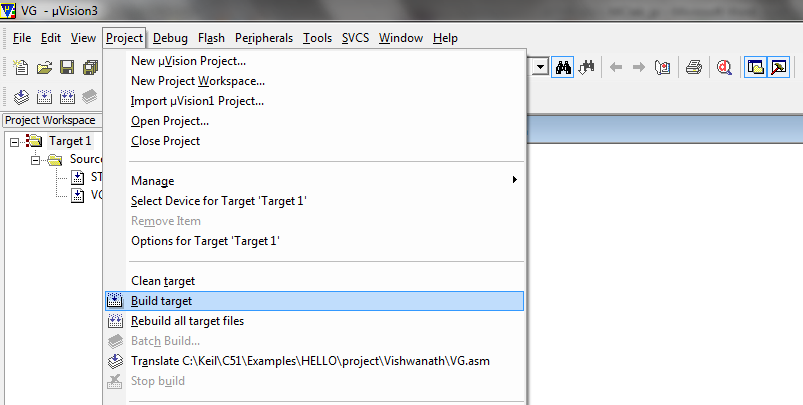 VG - µVision3
File Edit View Project Debug Flash Peripherals Tools SVCS Window Help
New µVision Project...
New Project Workspace...
Import µVision1 Project...
Open Project...
Close Project
Project Workspace
Target 1
Sourc
ST
VG
Manage
Select Device for Target 'Target 1'
Remove Item
Options for Target 'Target 1'
Clean target
Build target
Rebuild all target files
Batch Build...
Translate C:\Keil\C51\Examples\HELLO\project\Vishwanath\VG.asm
Stop build